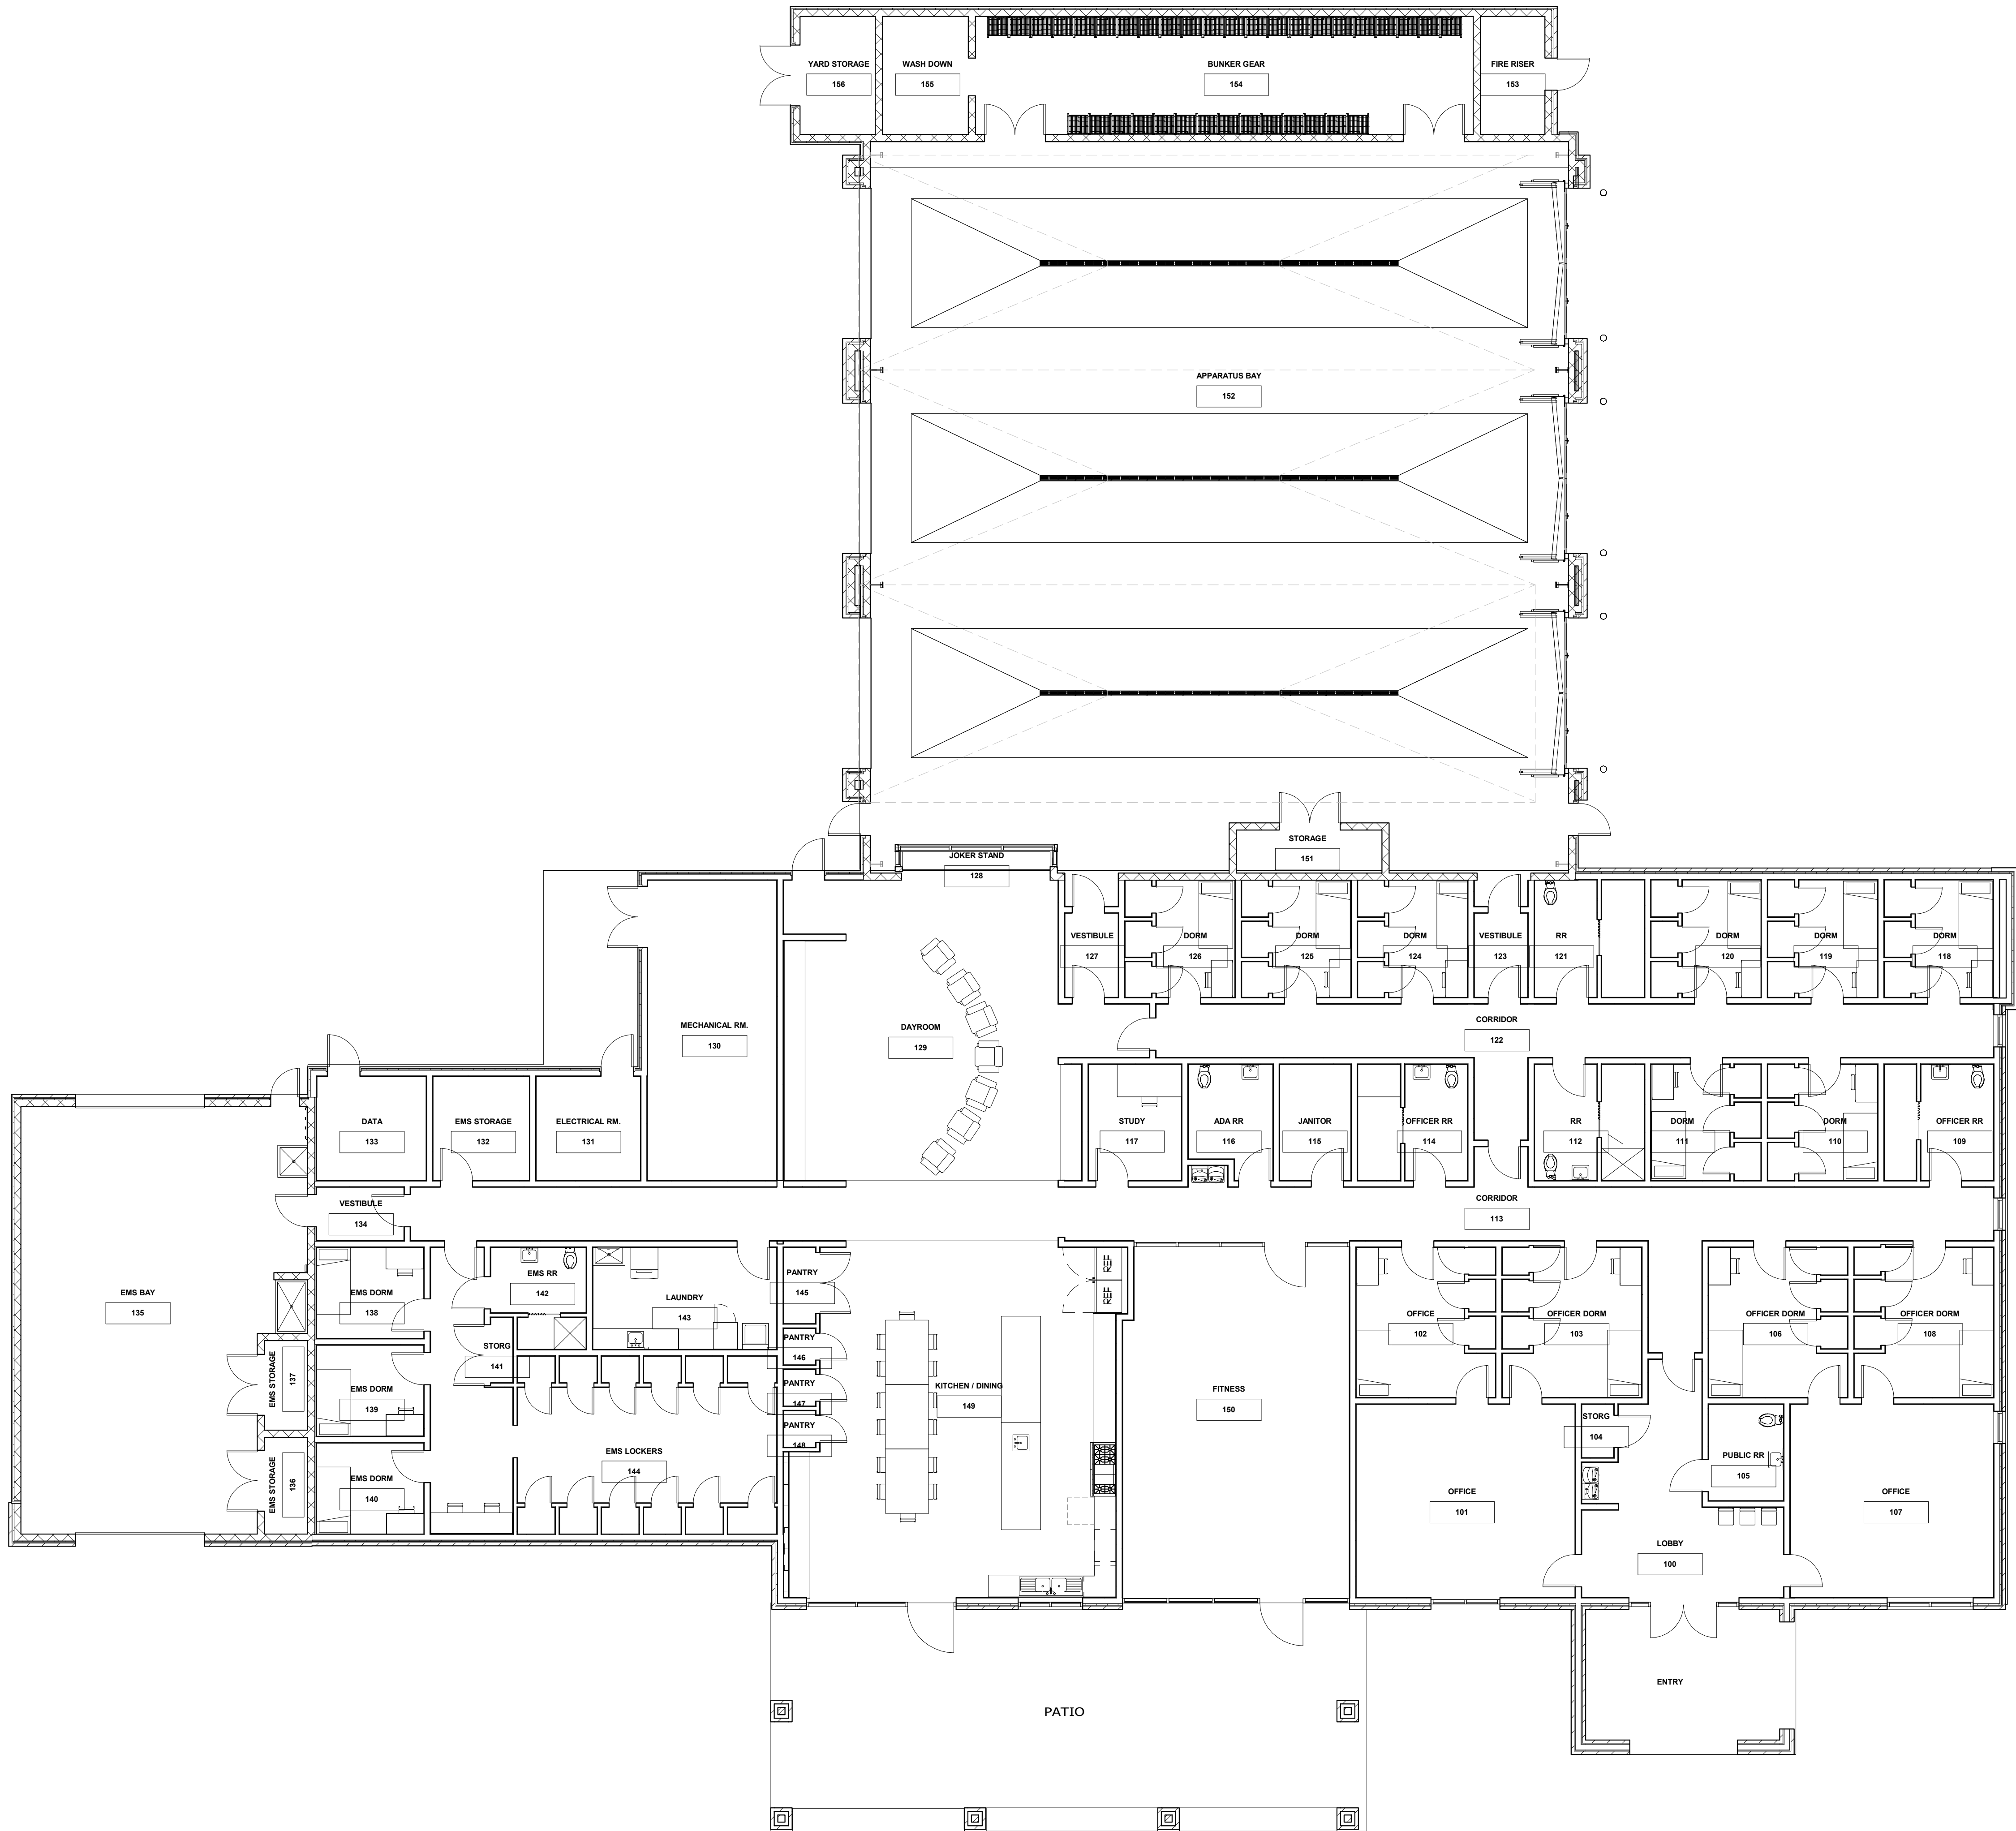 YARD STORAGE
156
WASH DOWN
155
BUNKER GEAR
154
FIRE RISER
153
APPARATUS BAY
152
STORAGE
151
JOKER STAND
128
VESTIBULE
127
DORM
126
DORM
125
DORM
124
VESTIBULE
123
RR
121
DORM
120
DORM
119
DORM
118
MECHANICAL RM.
130
DAYROOM
129
CORRIDOR
122
DATA
133
EMS STORAGE
132
ELECTRICAL RM.
131
STUDY
117
ADA RR
116
JANITOR
115
OFFICER RR
114
RR
112
DORM
111
DORM
110
OFFICER RR
109
VESTIBULE
134
CORRIDOR
113
EMS BAY
135
EMS DORM
138
EMS RR
142
LAUNDRY
143
PANTRY
145
REF
REF
OFFICE
102
OFFICER DORM
103
OFFICER DORM
106
OFFICER DORM
108
STORG
141
PANTRY
146
EMS STORAGE
137
EMS DORM
139
PANTRY
147
KITCHEN / DINING
149
FITNESS
150
PANTRY
148
STORG
104
EMS LOCKERS
144
EMS STORAGE
136
EMS DORM
140
PUBLIC RR
105
OFFICE
101
OFFICE
107
LOBBY
100
ENTRY
PATIO